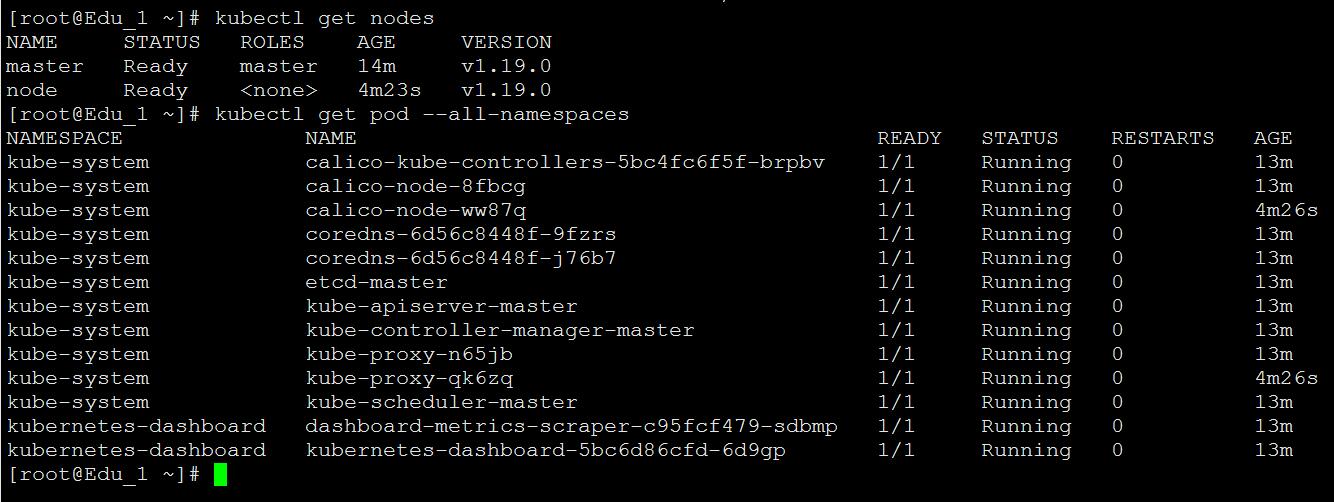 [root@Edu_1 ~]# kubectl get nodes
NAME     STATUS   ROLES    AGE     VERSION
master   Ready    master   14m     v1.19.0
node     Ready    <none>   4m23s   v1.19.0
[root@Edu_1 ~]# kubectl get pod --all-namespaces
NAMESPACE              NAME                                         READY   STATUS    RESTARTS   AGE
kube-system            calico-kube-controllers-5bc4fc6f5f-brpbv     1/1     Running   0          13m
kube-system            calico-node-8fbcg                            1/1     Running   0          13m
kube-system            calico-node-ww87q                            1/1     Running   0          4m26s
kube-system            coredns-6d56c8448f-9fzrs                     1/1     Running   0          13m
kube-system            coredns-6d56c8448f-j76b7                     1/1     Running   0          13m
kube-system            etcd-master                                  1/1     Running   0          13m
kube-system            kube-apiserver-master                        1/1     Running   0          13m
kube-system            kube-controller-manager-master               1/1     Running   0          13m
kube-system            kube-proxy-n65jb                             1/1     Running   0          13m
kube-system            kube-proxy-qk6zq                             1/1     Running   0          4m26s
kube-system            kube-scheduler-master                        1/1     Running   0          13m
kubernetes-dashboard   dashboard-metrics-scraper-c95fcf479-sdbmp    1/1     Running   0          13m
kubernetes-dashboard   kubernetes-dashboard-5bc6d86cfd-6d9gp        1/1     Running   0          13m
[root@Edu_1 ~]#